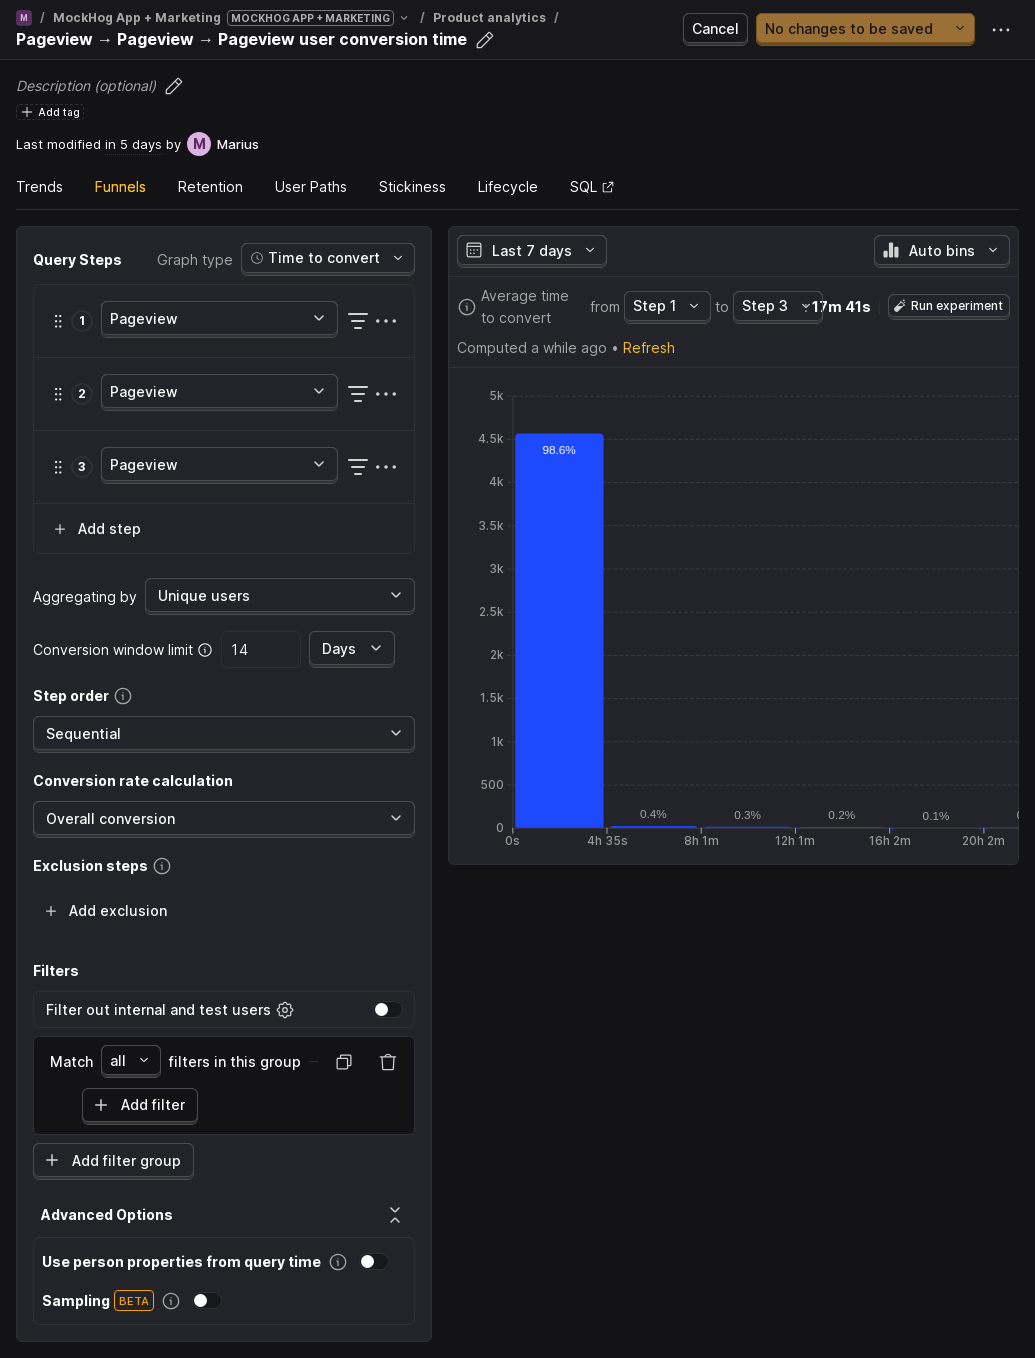 M / MockHog App + Marketing MOCKHOG APP + MARKETING / Product analytics /
Pageview → Pageview → Pageview user conversion time
Cancel
No changes to be saved
Description (optional)
Add tag
Last modified in 5 days by M Marius
Trends Funnels Retention User Paths Stickiness Lifecycle SQL
Query Steps Graph type Time to convert
1 Pageview
2 Pageview
3 Pageview
Add step
Aggregating by Unique users
Conversion window limit 14 Days
Step order
Sequential
Conversion rate calculation
Overall conversion
Exclusion steps
Add exclusion
Filters
Filter out internal and test users
Match all filters in this group
Add filter
Add filter group
Advanced Options
Use person properties from query time
Sampling BETA
Last 7 days Auto bins
Average time
to convert
from Step 1 to Step 3 17m 41s Run experiment
Computed a while ago • Refresh
5k
4.5k
98.6%
4k
3.5k
3k
2.5k
2k
1.5k
1k
500
0.4% 0.3% 0.2% 0.1%
0
0s 4h 35s 8h 1m 12h 1m 16h 2m 20h 2m